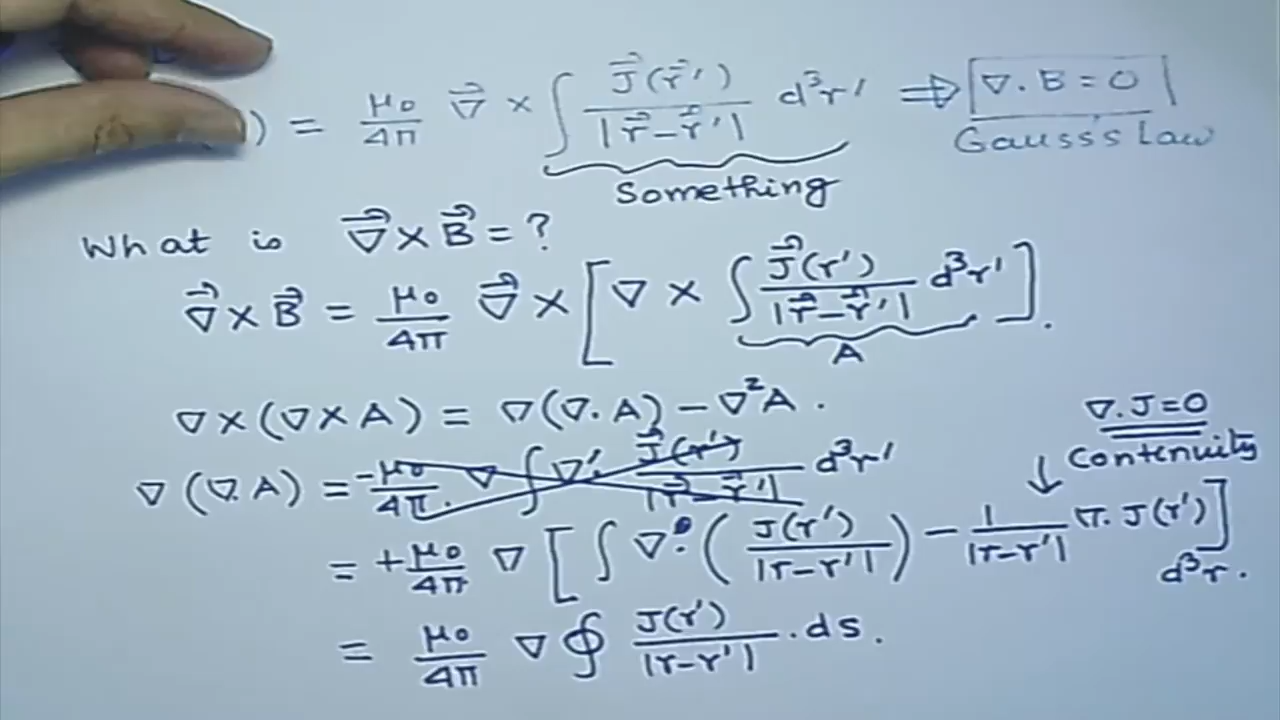 ) = μ₀/4π ∇⃗ × ∫ J⃗(r⃗′)/|r⃗−r⃗′| d³r′ ⇒ ∇.B=0
Something
Gauss's Law
What is ∇⃗×B⃗=?
∇⃗×B⃗ = μ₀/4π ∇⃗× [∇ × ∫ J⃗(r′)/|r⃗−r⃗′| d³r′].
A
∇×(∇×A) = ∇(∇.A) − ∇²A.
∇.J=0
Contenuity
∇(∇.A) = −μ₀/4π. ∇ ∫ ∇′. J⃗(r′)/|r⃗−r⃗′| d³r′
= +μ₀/4π ∇ [∫ ∇.(J(r′)/|r−r′|) − 1/|r−r′| ∇.J(r′)] d³r.
= μ₀/4π ∇ ∮ J(r′)/|r−r′| .ds.